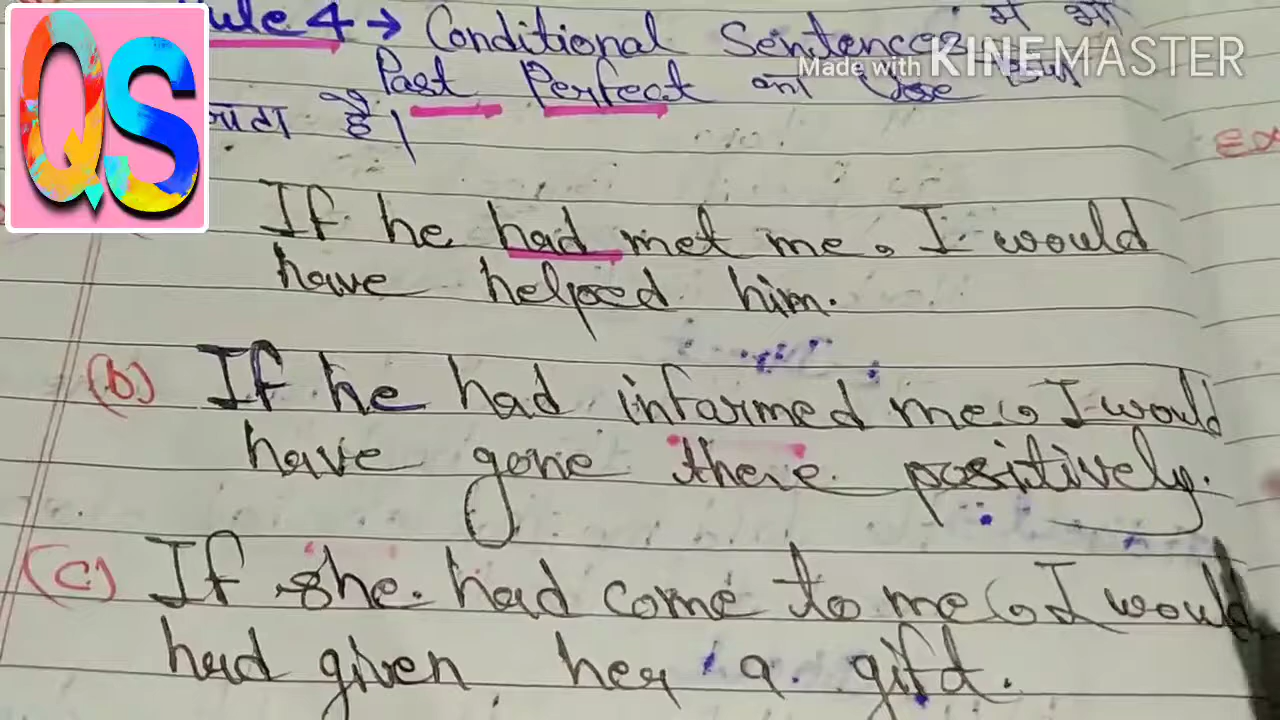 QS
Rule 4 → Conditional Sentences में भी
Made with KINEMASTER
Past Perfect का Use किया
जाता है।
Ex
If he had met me, I would
have helped him.
(b) If he had informed me, I would
have gone there positively.
(c) If she had come to me, I would
had given her a gift.